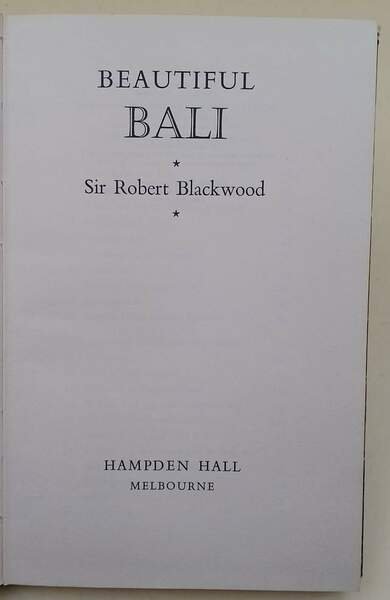 BEAUTIFUL
BALI
*
Sir Robert Blackwood
*
HAMPDEN HALL
MELBOURNE